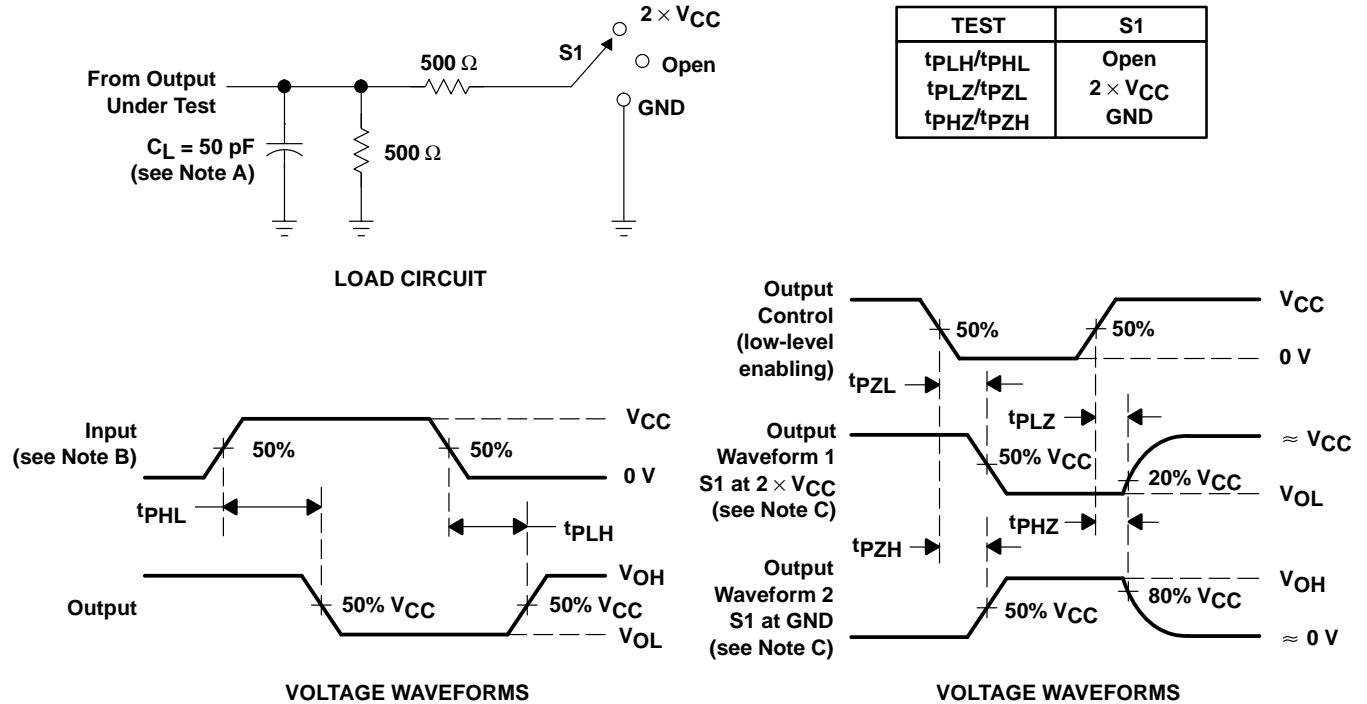 2 × VCC
S1
Open
GND
500 Ω
From Output
Under Test
CL = 50 pF
(see Note A)
500 Ω
LOAD CIRCUIT
TEST S1
tPLH/tPHL Open
tPLZ/tPZL 2 × VCC
tPHZ/tPZH GND
Input
(see Note B)
50%
50%
VCC
0 V
tPHL
tPLH
Output
50% VCC
50% VCC
VOH
VOL
VOLTAGE WAVEFORMS
Output
Control
(low-level
enabling)
50%
50%
VCC
0 V
tPZL
tPLZ
Output
Waveform 1
S1 at 2 × VCC
(see Note C)
50% VCC
20% VCC
≈ VCC
VOL
tPZH
tPHZ
Output
Waveform 2
S1 at GND
(see Note C)
50% VCC
80% VCC
VOH
≈ 0 V
VOLTAGE WAVEFORMS